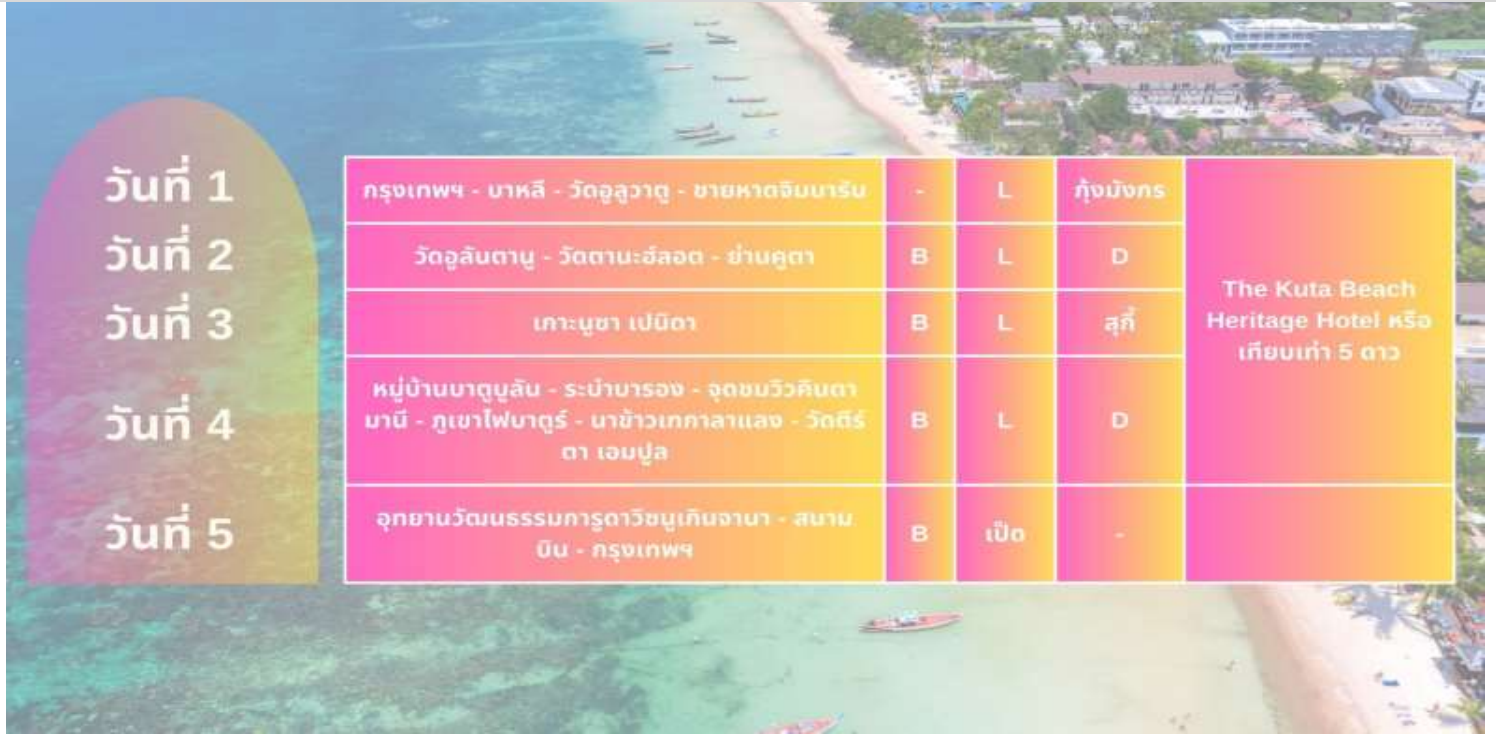 วันที่ 1
กรุงเทพฯ - บาหลี - วัดอูลูวาตู - ชายหาดจิมบารัน
-
L
กุ้งมังกร
วันที่ 2
วัดอูลันดานู - วัดตานะฮ์ลอต - ย่านคูตา
B
L
D
วันที่ 3
เกาะนูซา เปนิดา
B
L
สุกี้
The Kuta Beach
Heritage Hotel หรือ
เทียบเท่า 5 ดาว
วันที่ 4
หมู่บ้านบาตูบูลัน - ระบำบารอง - จุดชมวิวคินตา
มานี - ภูเขาไฟบาตูร์ - นาข้าวเทกาลาแลง - วัดตีร์
ตา เอมปูล
B
L
D
วันที่ 5
อุทยานวัฒนธรรมการูดาวิษนูเกินจานา - สนาม
บิน - กรุงเทพฯ
B
เป็ด
-